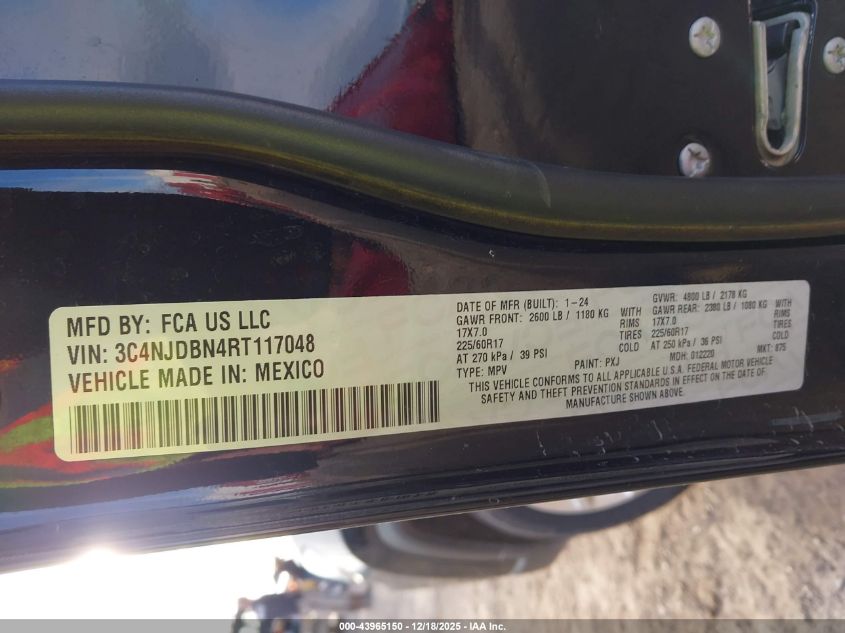 MFD BY: FCA US LLC
VIN: 3C4NJDBN4RT117048
VEHICLE MADE IN: MEXICO
DATE OF MFR (BUILT): 1-24
GVWR: 4800 LB / 2178 KG
GAWR FRONT: 2600 LB / 1180 KG WITH
17X7.0 RIMS
225/60R17 TIRES
AT 270 kPa / 39 PSI COLD
GAWR REAR: 2380 LB / 1080 KG WITH
17X7.0 RIMS
225/60R17 TIRES
AT 250 kPa / 36 PSI COLD
TYPE: MPV PAINT: PXJ MDH: 012220 MKT: 875
THIS VEHICLE CONFORMS TO ALL APPLICABLE U.S.A. FEDERAL MOTOR VEHICLE
SAFETY AND THEFT PREVENTION STANDARDS IN EFFECT ON THE DATE OF
MANUFACTURE SHOWN ABOVE.
000-43965150 - 12/18/2025 - IAA Inc.